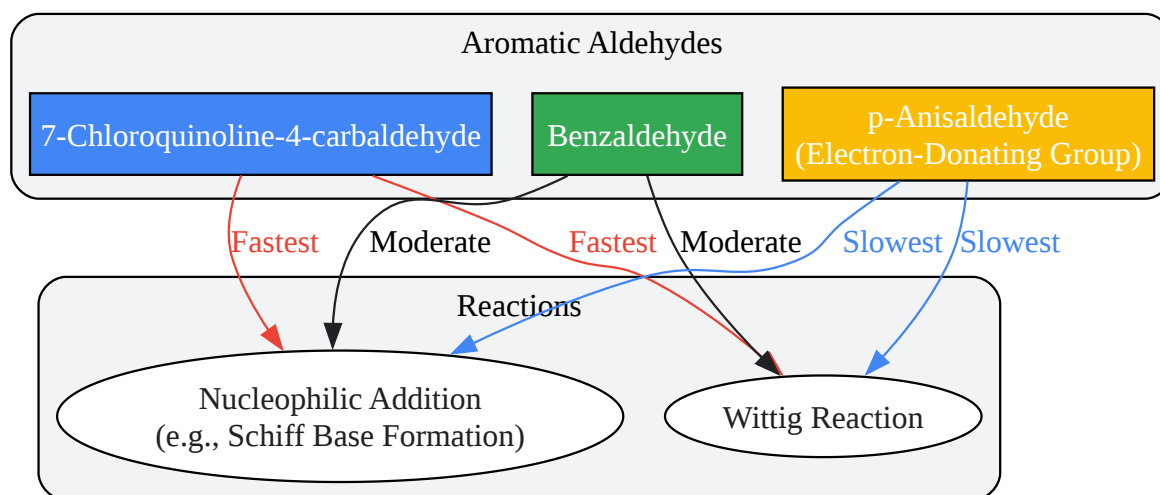 Aromatic Aldehydes
7-Chloroquinoline-4-carbaldehyde
Benzaldehyde
p-Anisaldehyde
(Electron-Donating Group)
Fastest
Moderate
Fastest
Moderate
Slowest
Slowest
Reactions
Nucleophilic Addition
(e.g., Schiff Base Formation)
Wittig Reaction